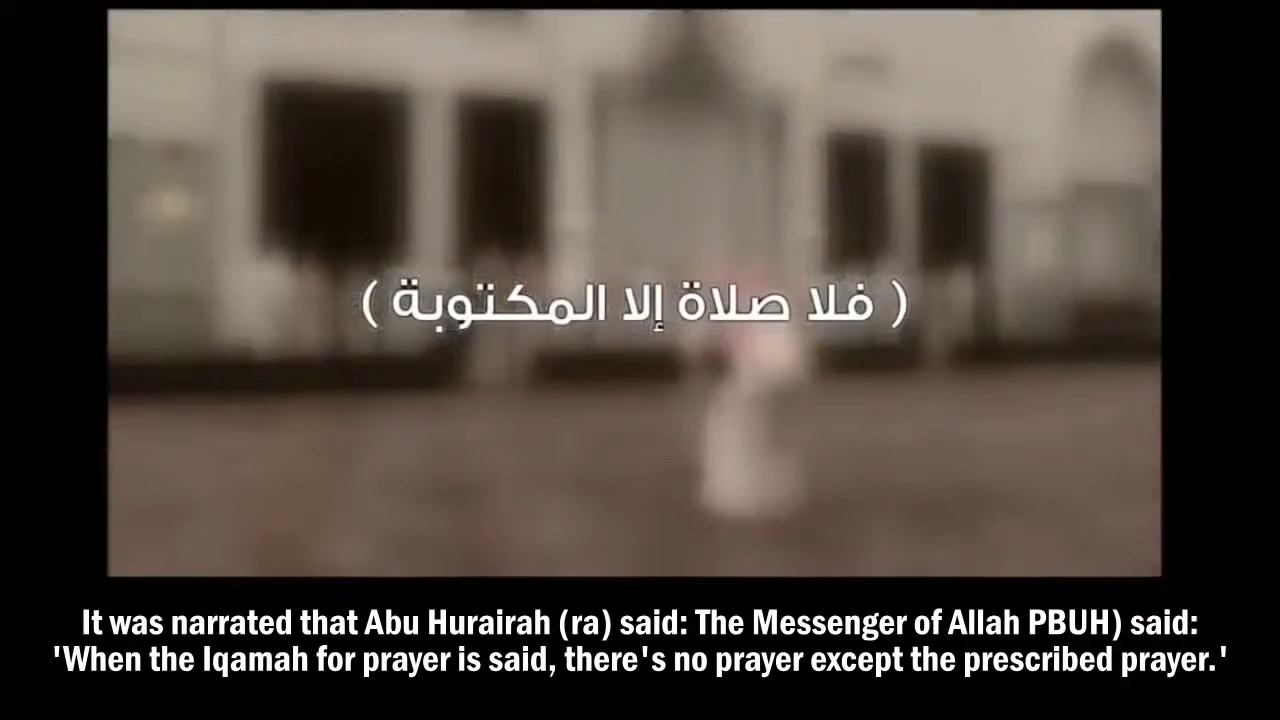 ( فلا صلاة إلا المكتوبة )
It was narrated that Abu Hurairah (ra) said: The Messenger of Allah PBUH) said:
'When the Iqamah for prayer is said, there's no prayer except the prescribed prayer.'